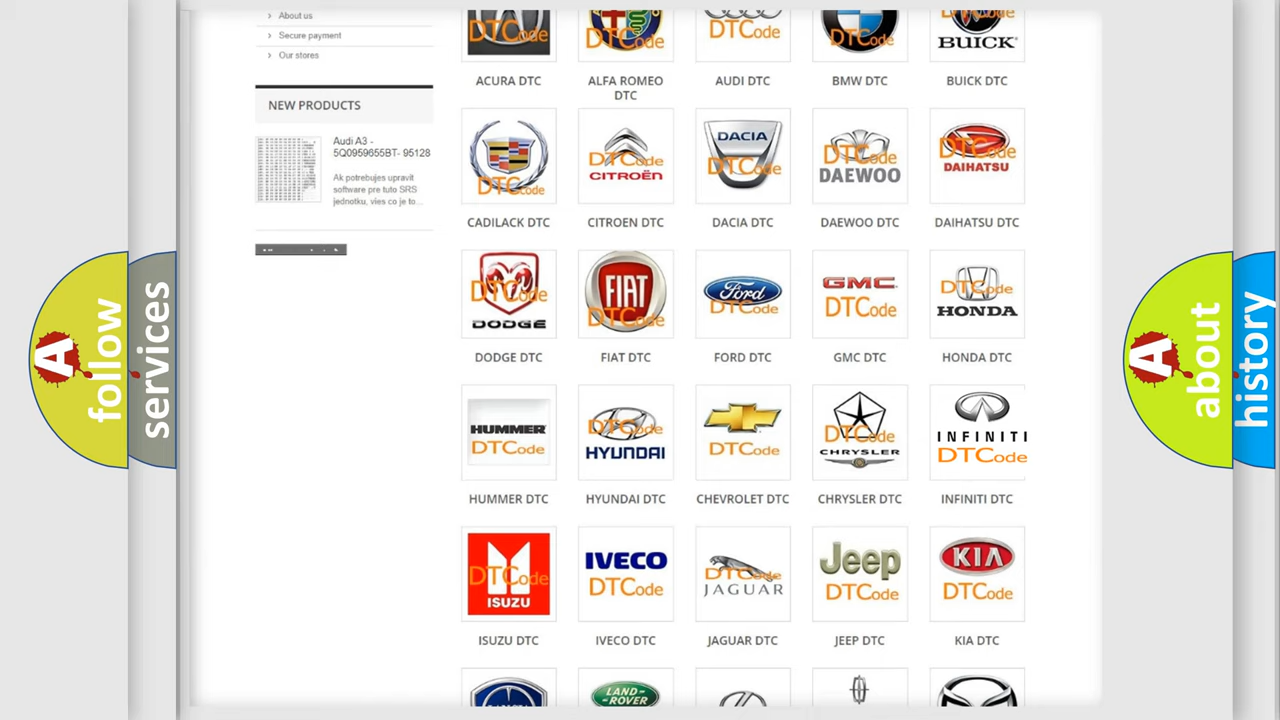 About us
Secure payment
Our stores
NEW PRODUCTS
Audi A3 -
5Q0959655BT- 95128
Ak potrebujes upravit
software pre tuto SRS
jednotku, vies co je to...
DTCode
DTCode
DTCode
DTCode
BUICK
ACURA DTC
ALFA ROMEO
DTC
AUDI DTC
BMW DTC
BUICK DTC
DTCode
DTCode
CITROËN
DACIA
DTCode
DTCode
DAEWOO
DTCode
DAIHATSU
CADILACK DTC
CITROEN DTC
DACIA DTC
DAEWOO DTC
DAIHATSU DTC
DTCode
DODGE
FIAT
DTCode
Ford
DTCode
GMC
DTCode
DTCode
HONDA
DODGE DTC
FIAT DTC
FORD DTC
GMC DTC
HONDA DTC
HUMMER
DTCode
DTCode
HYUNDAI
DTCode
DTCode
CHRYSLER
INFINITI
DTCode
HUMMER DTC
HYUNDAI DTC
CHEVROLET DTC
CHRYSLER DTC
INFINITI DTC
DTCode
ISUZU
IVECO
DTCode
DTCode
JAGUAR
Jeep
DTCode
KIA
DTCode
ISUZU DTC
IVECO DTC
JAGUAR DTC
JEEP DTC
KIA DTC
LAND-
ROVER
A
follow
services
A
about
history